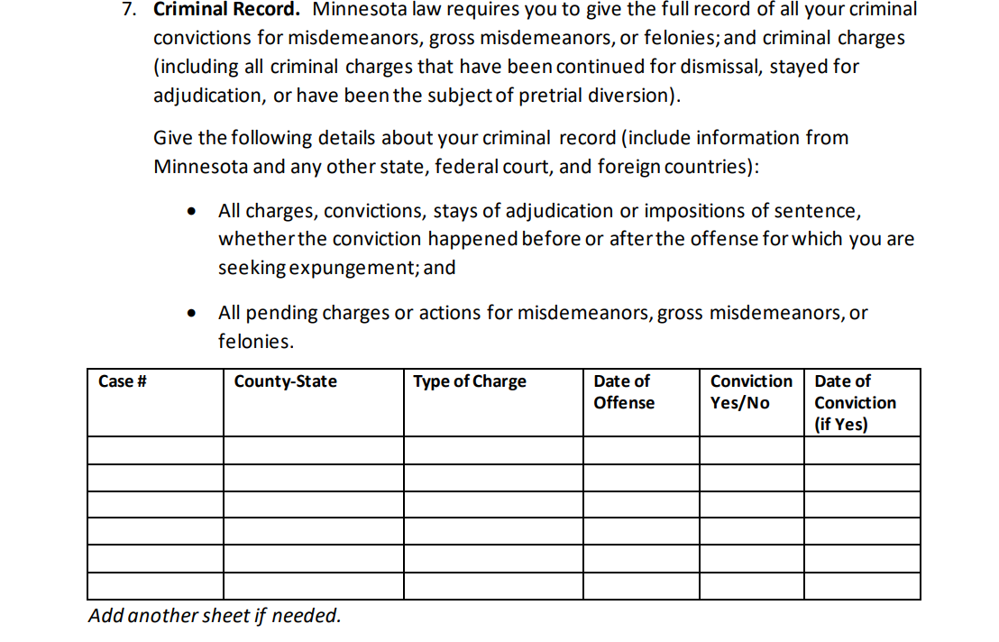 7. Criminal Record. Minnesota law requires you to give the full record of all your criminal
convictions for misdemeanors, gross misdemeanors, or felonies; and criminal charges
(including all criminal charges that have been continued for dismissal, stayed for
adjudication, or have been the subject of pretrial diversion).
Give the following details about your criminal record (include information from
Minnesota and any other state, federal court, and foreign countries):
• All charges, convictions, stays of adjudication or impositions of sentence,
whether the conviction happened before or after the offense for which you are
seeking expungement; and
• All pending charges or actions for misdemeanors, gross misdemeanors, or
felonies.
Case # County-State Type of Charge Date of Conviction Date of
Offense Yes/No Conviction
(if Yes)
Add another sheet if needed.